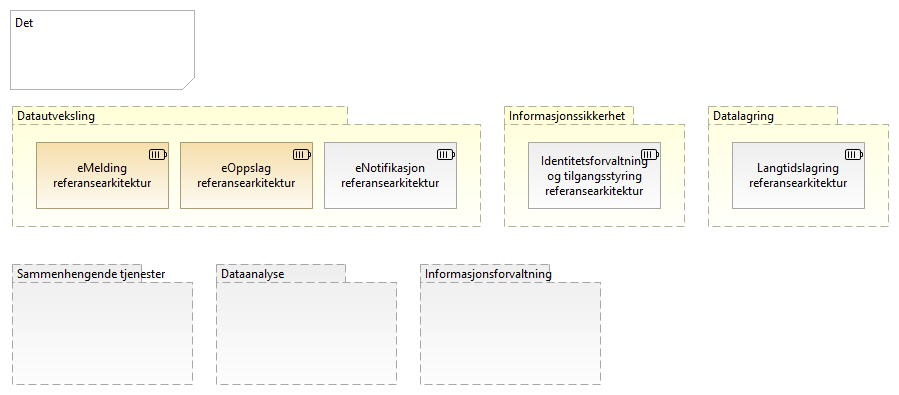 Det
Datautveksling
eMelding
referansearkitektur
eOppslag
referansearkitektur
eNotifikasjon
referansearkitektur
Informasjonssikkerhet
Identitetsforvaltning
og tilgangsstyring
referansearkitektur
Datalagring
Langtidslagring
referansearkitektur
Sammenhengende tjenester
Dataanalyse
Informasjonsforvaltning